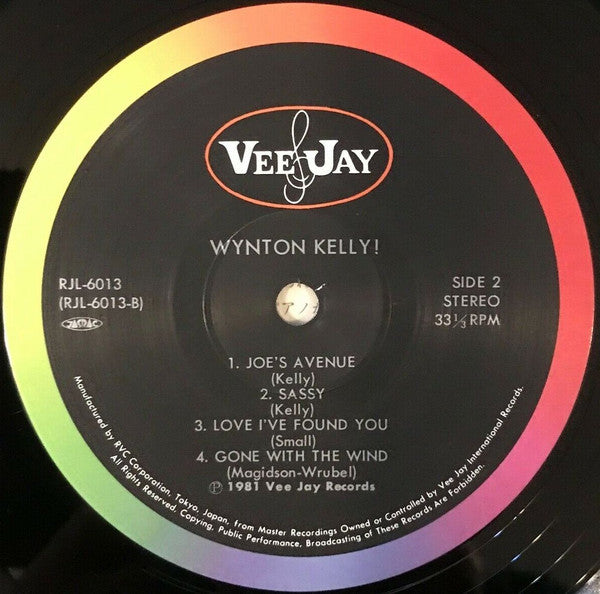 VEE JAY
WYNTON KELLY!
RJL-6013
(RJL-6013-B)
JASRAC
SIDE 2
STEREO
33⅓ RPM
1. JOE'S AVENUE
(Kelly)
2. SASSY
(Kelly)
3. LOVE I'VE FOUND YOU
(Small)
4. GONE WITH THE WIND
(Magidson-Wrubel)
℗ 1981 Vee Jay Records
Manufactured by RVC Corporation, Tokyo, Japan, from Master Recordings Owned or Controlled by Vee Jay International Records.
All Rights Reserved. Copying, Public Performance, Broadcasting of These Records Are Forbidden.